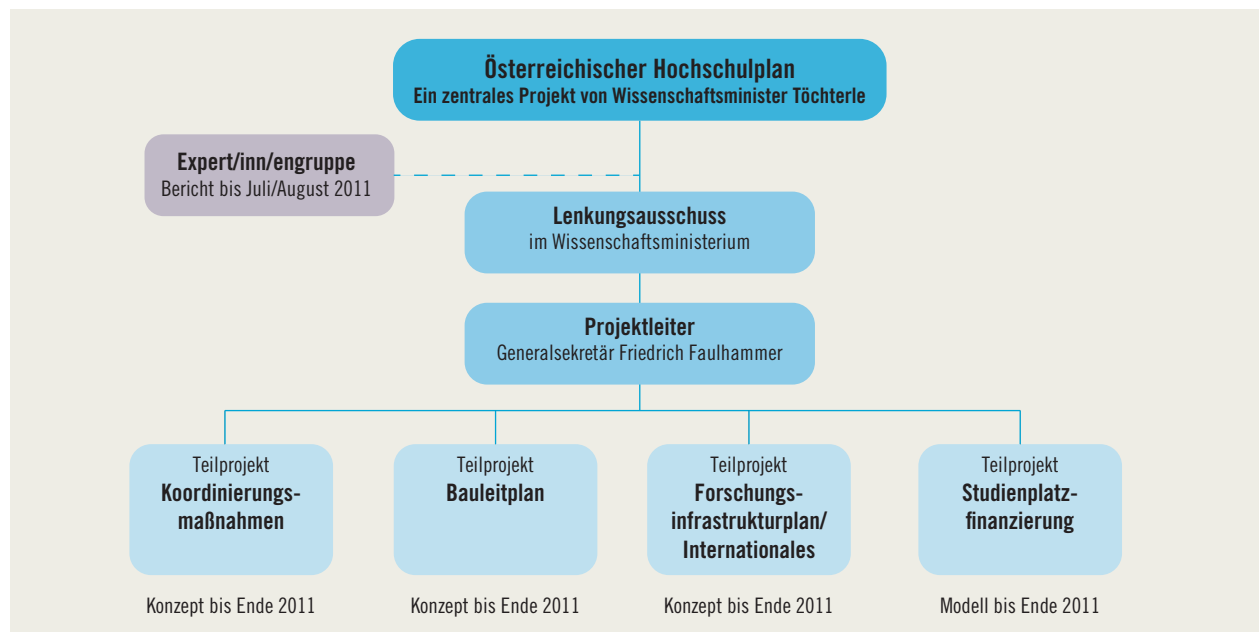 Österreichischer Hochschulplan
Ein zentrales Projekt von Wissenschaftsminister Töchterle
Expert/inn/engruppe
Bericht bis Juli/August 2011
Lenkungsausschuss
im Wissenschaftsministerium
Projektleiter
Generalsekretär Friedrich Faulhammer
Teilprojekt
Koordinierungs-
maßnahmen
Konzept bis Ende 2011
Teilprojekt
Bauleitplan
Konzept bis Ende 2011
Teilprojekt
Forschungs-
infrastrukturplan/
Internationales
Konzept bis Ende 2011
Teilprojekt
Studienplatz-
finanzierung
Modell bis Ende 2011